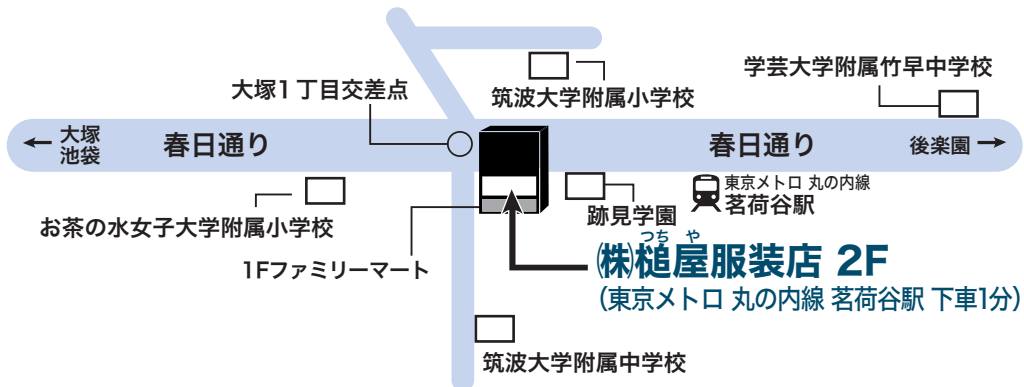 学芸大学附属竹早中学校
大塚1丁目交差点
筑波大学附属小学校
← 大塚
池袋
春日通り
春日通り
後楽園 →
東京メトロ 丸の内線
茗荷谷駅
お茶の水女子大学附属小学校
跡見学園
1Fファミリーマート
つち や
㈱槌屋服装店 2F
（東京メトロ 丸の内線 茗荷谷駅 下車1分）
筑波大学附属中学校